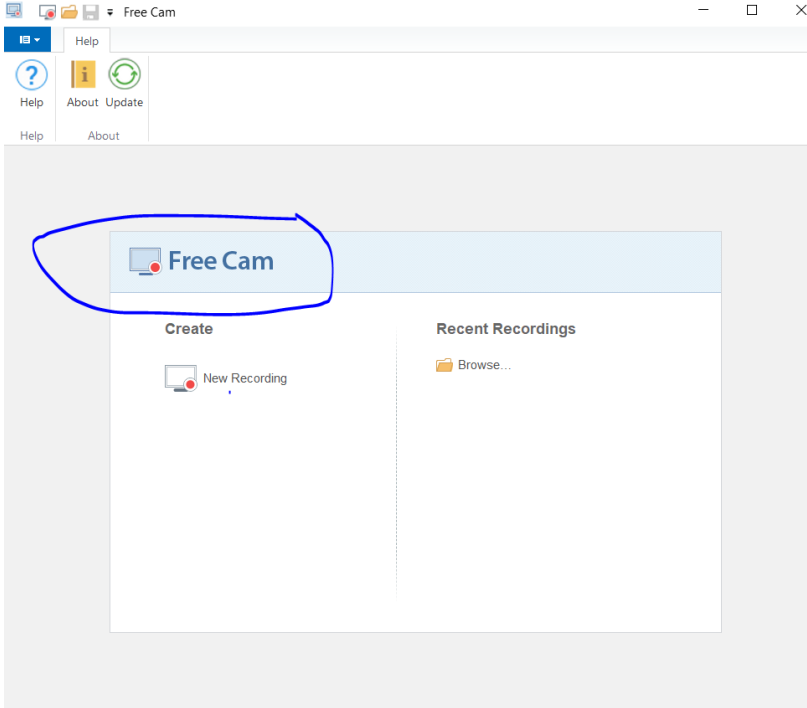 Free Cam
Help
Help About Update
Help About
Free Cam
Create
New Recording
Recent Recordings
Browse...